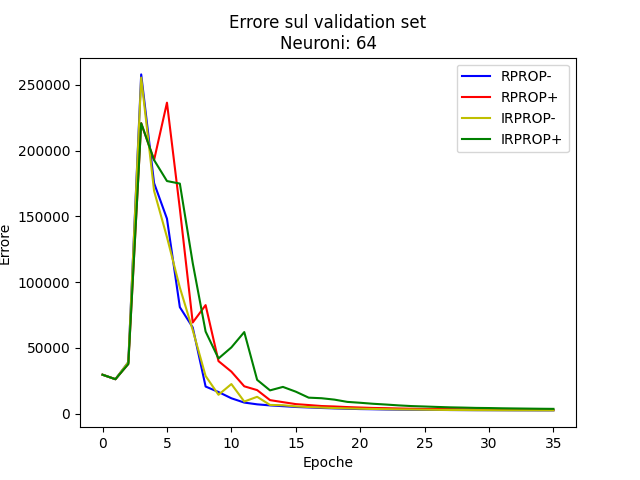 Errore sul validation set
Neuroni: 64
RPROP-
RPROP+
IRPROP-
IRPROP+
Errore
250000
200000
150000
100000
50000
0
0 5 10 15 20 25 30 35
Epoche